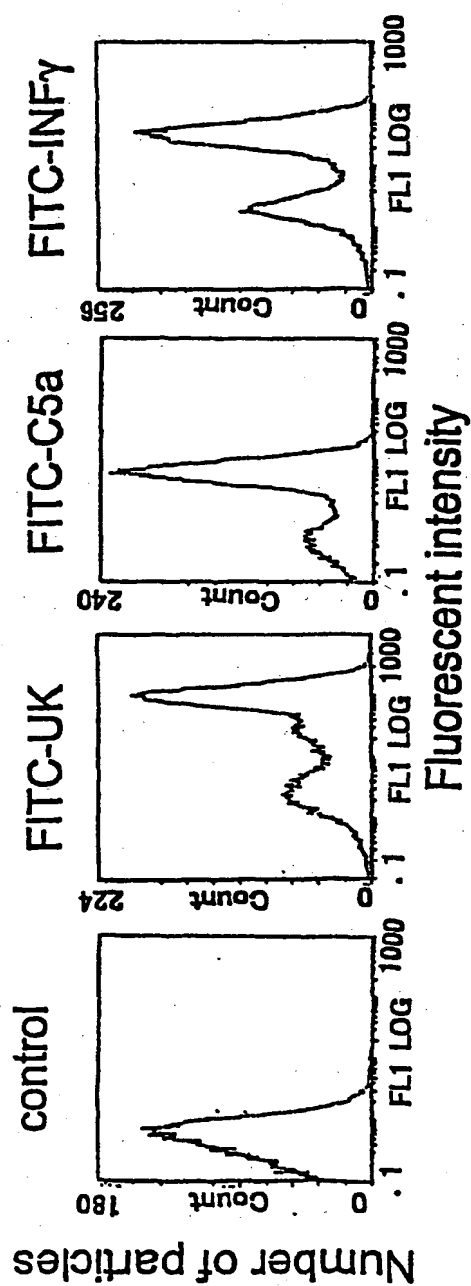 Number of particles
control
180
Count
0
.1 FL1 LOG 1000
FITC-UK
224
Count
0
.1 FL1 LOG 1000
FITC-C5a
240
Count
0
.1 FL1 LOG 1000
FITC-INFγ
256
Count
0
.1 FL1 LOG 1000
Fluorescent intensity